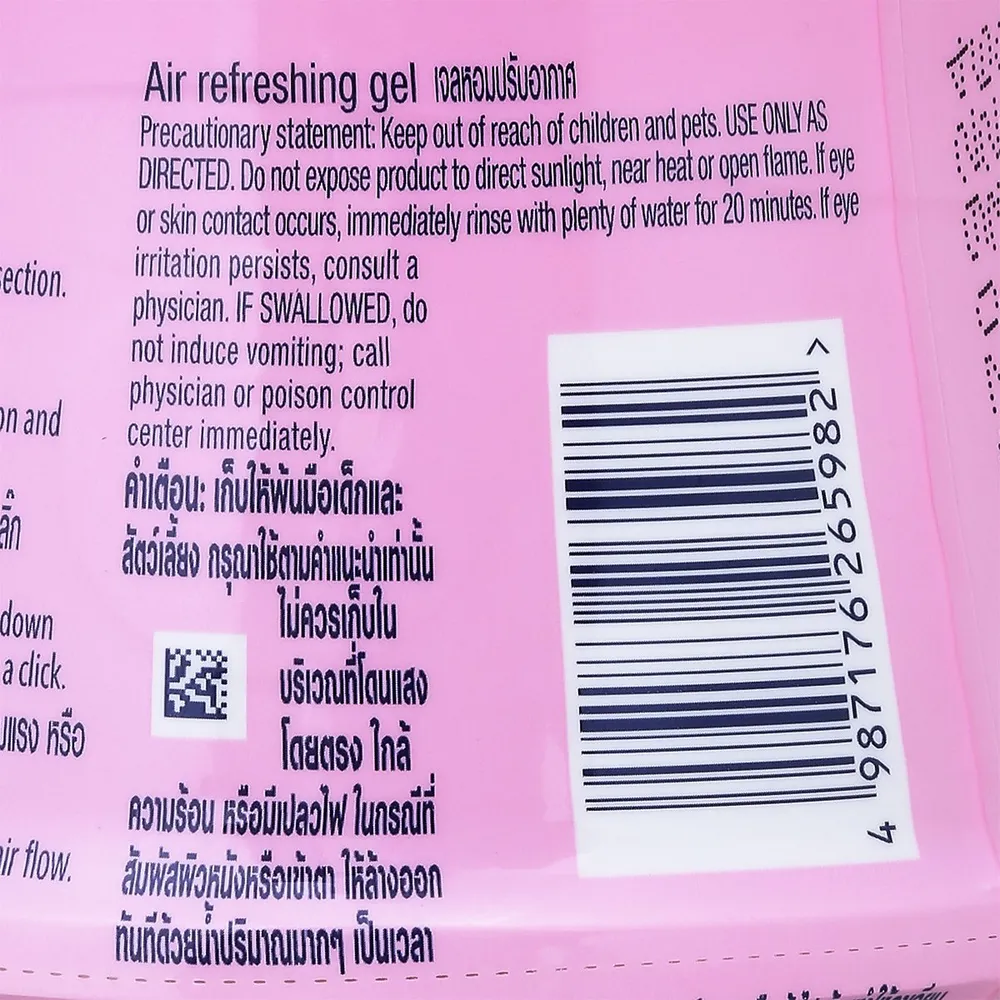 Air refreshing gel เจลหอมปรับอากาศ
Precautionary statement: Keep out of reach of children and pets. USE ONLY AS
DIRECTED. Do not expose product to direct sunlight, near heat or open flame. If eye
or skin contact occurs, immediately rinse with plenty of water for 20 minutes. If eye
irritation persists, consult a
physician. IF SWALLOWED, do
not induce vomiting; call
physician or poison control
center immediately.
คำเตือน: เก็บให้พ้นมือเด็กและ
สัตว์เลี้ยง กรุณาใช้ตามคำแนะนำเท่านั้น
ไม่ควรเก็บใน
บริเวณที่โดนแสง
โดยตรง ใกล้
ความร้อน หรือมีเปลวไฟ ในกรณีที่
สัมผัสผิวหนังหรือเข้าตา ให้ล้างออก
ทันทีด้วยน้ำปริมาณมากๆ เป็นเวลา
section.
and
down
a click.
หรือ
air flow.
4 987176 265982 >